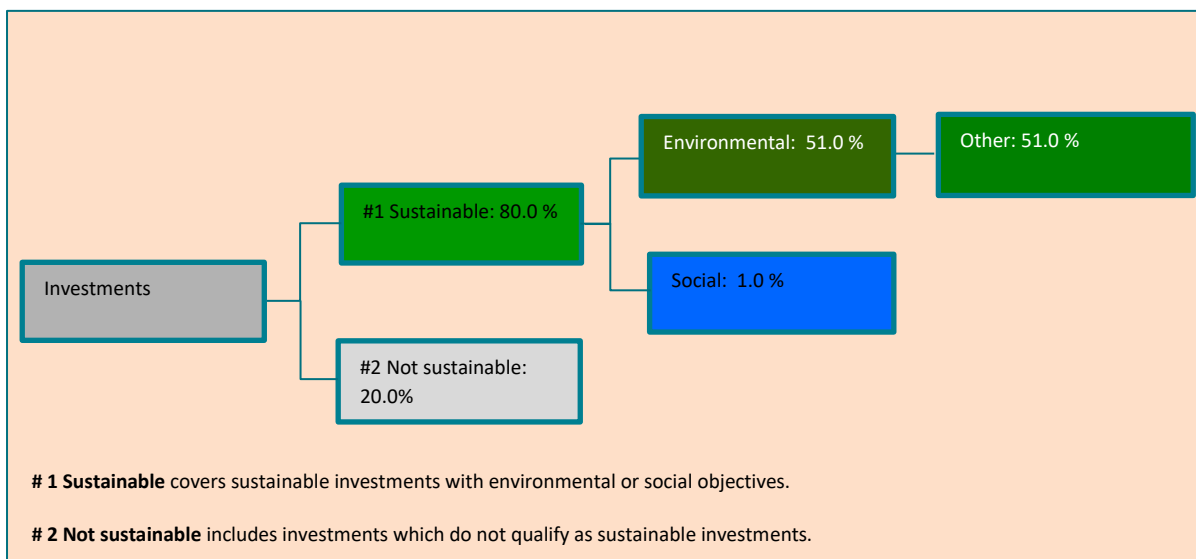 Environmental:  51.0 %
Other: 51.0 %
#1 Sustainable: 80.0 %
Social:  1.0 %
Investments
#2 Not sustainable:
20.0%
# 1 Sustainable covers sustainable investments with environmental or social objectives.
# 2 Not sustainable includes investments which do not qualify as sustainable investments.